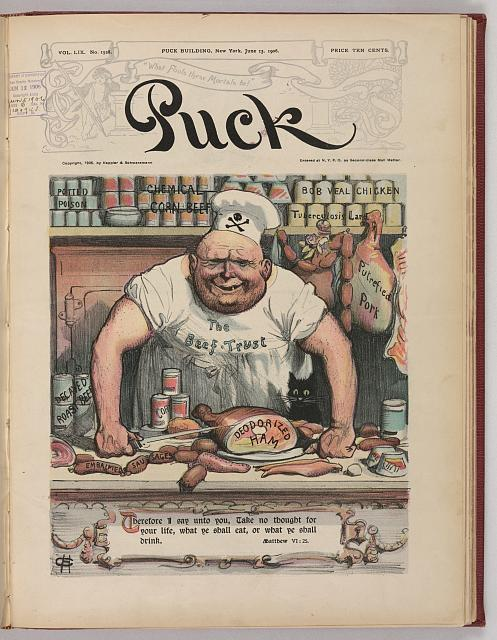 VOL. LIX. No. 1528.
PUCK BUILDING, New York, June 13, 1906.
PRICE TEN CENTS.
"What Fools these Mortals be!"
JUN 12 1906
Puck
Copyright, 1906, by Keppler & Schwarzmann
Entered at N. Y. P. O. as Second-class Mail Matter.
POTTED
POISON
CHEMICAL
CORN BEEF
BOB VEAL CHICKEN
Tuberculosis Lard
Putrefied
Pork
The
Beef Trust
DECAYED
ROAST BEEF
DEODORIZED
HAM
EMBALMED SAUSAGES
Therefore I say unto you, Take no thought for
your life, what ye shall eat, or what ye shall
drink.
Matthew VI: 25.